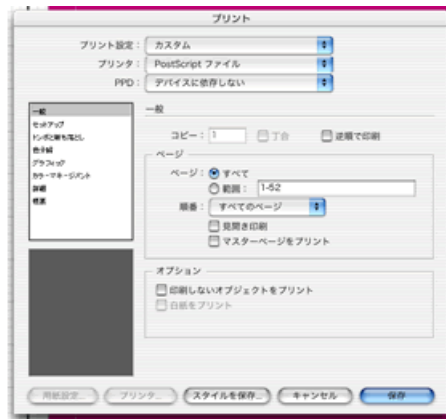 プリント
プリント設定： カスタム
プリンタ： PostScript ファイル
PPD： デバイスに依存しない
一般
セットアップ
トンボと裁ち落とし
色分解
グラフィック
カラーマネージメント
詳細
概要
一般
コピー： 1 丁合 逆順で印刷
ページ
ページ： すべて
範囲： 1-52
順番： すべてのページ
見開き印刷
マスターページをプリント
オプション
印刷しないオブジェクトをプリント
白紙をプリント
用紙設定... プリンタ... スタイルを保存... キャンセル 保存